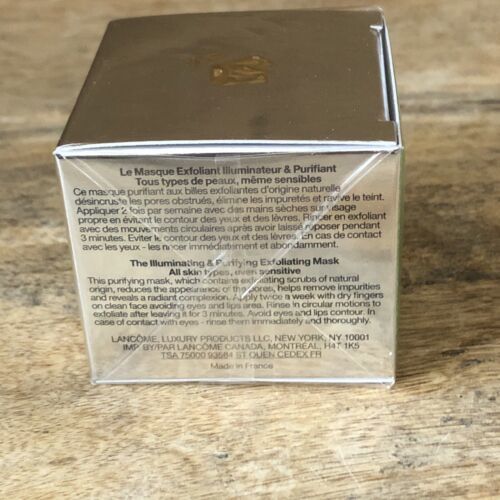 Le Masque Exfoliant Illuminateur & Purifiant
Tous types de peaux, même sensibles
Ce masque purifiant aux billes exfoliantes d'origine naturelle
désincruste les pores obstrués, élimine les impuretés et ravive le teint.
Appliquer 2 fois par semaine avec des mains sèches sur visage
propre en évitant le contour des yeux et des lèvres. Rincer en exfoliant
avec des mouvements circulaires après avoir laissé reposer pendant
3 minutes. Eviter le contour des yeux et des lèvres. En cas de contact
avec les yeux - les rincer immédiatement et abondamment.
The Illuminating & Purifying Exfoliating Mask
All skin types, even sensitive
This purifying mask, which contains exfoliating scrubs of natural
origin, reduces the appearance of the pores, helps remove impurities
and reveals a radiant complexion. Apply twice a week with dry fingers
on clean face avoiding eyes and lips area. Rinse in circular motions to
exfoliate after leaving it for 3 minutes. Avoid eyes and lips contour. In
case of contact with eyes - rinse them immediately and thoroughly.
LANCÔME, LUXURY PRODUCTS LLC, NEW YORK, NY 10001
IMP. BY/PAR LANCÔME CANADA, MONTRÉAL, H4T 1K5
TSA 75000 93584 ST OUEN CEDEX FR
Made in France